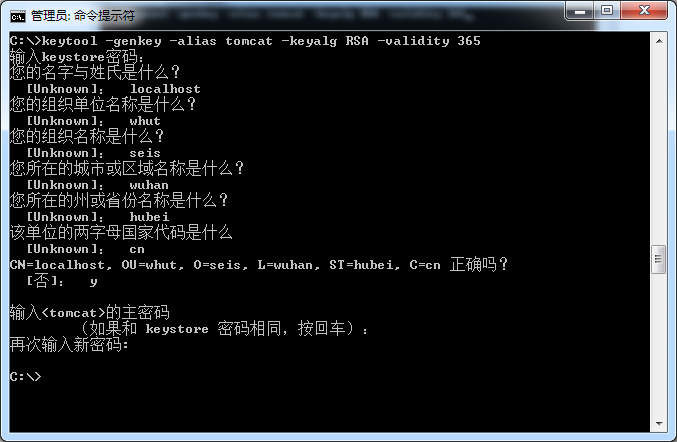 管理员: 命令提示符
C:\>keytool -genkey -alias tomcat -keyalg RSA -validity 365
输入keystore密码：
您的名字与姓氏是什么？
[Unknown]： localhost
您的组织单位名称是什么？
[Unknown]： whut
您的组织名称是什么？
[Unknown]： seis
您所在的城市或区域名称是什么？
[Unknown]： wuhan
您所在的州或省份名称是什么？
[Unknown]： hubei
该单位的两字母国家代码是什么
[Unknown]： cn
CN=localhost, OU=whut, O=seis, L=wuhan, ST=hubei, C=cn 正确吗？
[否]： y
输入<tomcat>的主密码
（如果和 keystore 密码相同，按回车）：
再次输入新密码:
C:\>